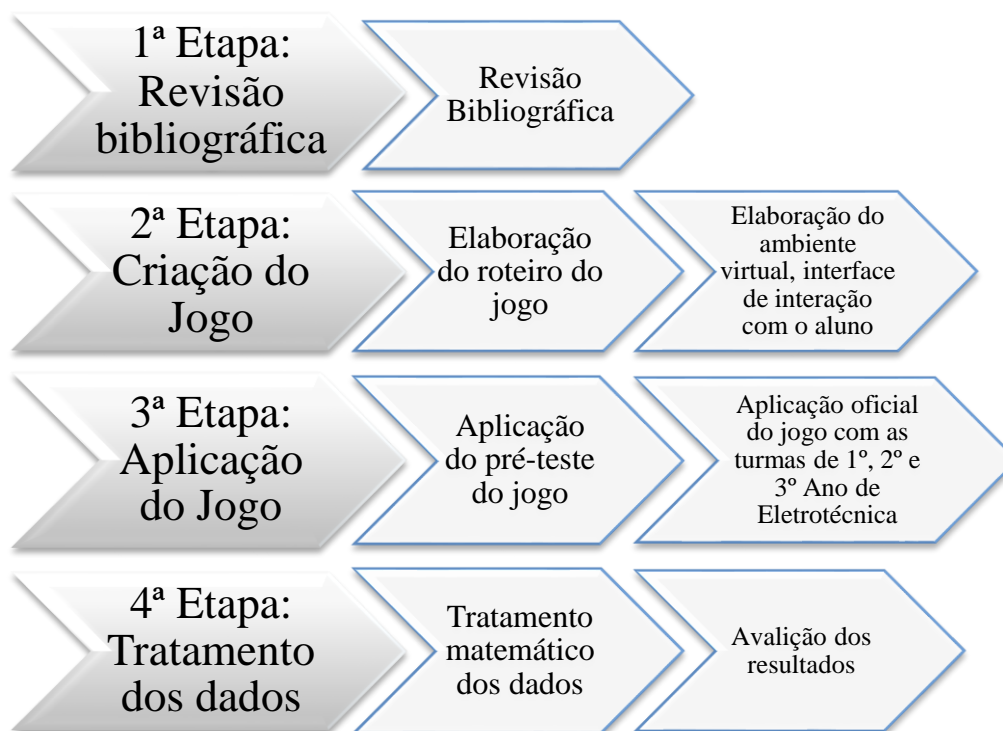 1ª Etapa:
Revisão
bibliográfica
Revisão
Bibliográfica
2ª Etapa:
Criação do
Jogo
Elaboração
do roteiro do
jogo
Elaboração do
ambiente
virtual, interface
de interação
com o aluno
3ª Etapa:
Aplicação
do Jogo
Aplicação
do pré-teste
do jogo
Aplicação oficial
do jogo com as
turmas de 1º, 2º e
3º Ano de
Eletrotécnica
4ª Etapa:
Tratamento
dos dados
Tratamento
matemático
dos dados
Avalição dos
resultados